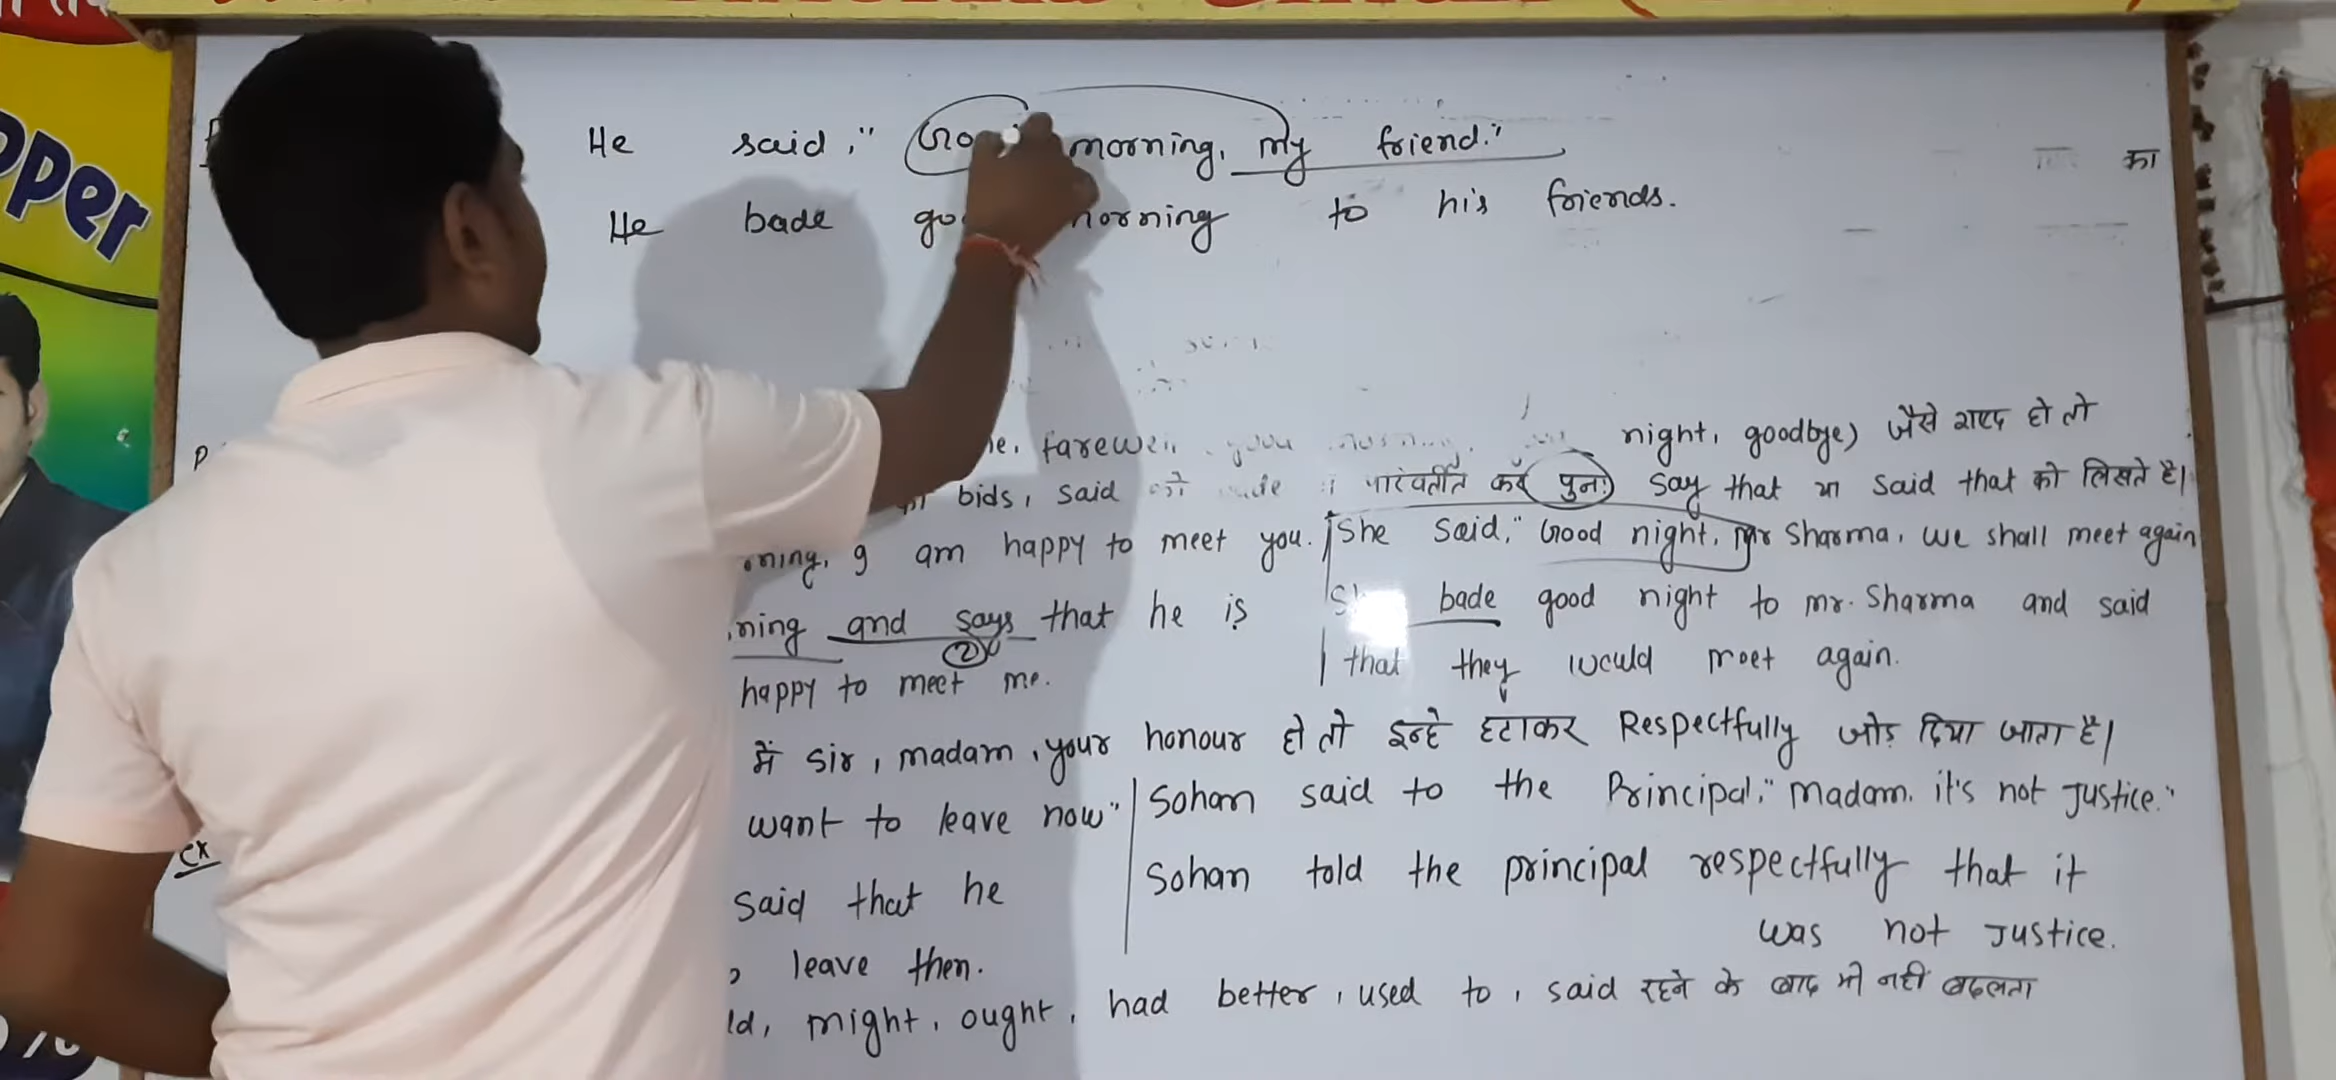 pper
He said," morning, my friend."
का
He bade morning to his friends.
farewell, good morning, night, goodbye) जैसे शब्द हो तो
bids, said को परिवर्तित कर पुनः say that या said that को लिखते है।
ning, I am happy to meet you. She said," Good night, mr Sharma, we shall meet again
ning and says that he is
②
happy to meet me.
bade good night to mr. Sharma and said
that they would meet again.
में sir, madam, your honour हो तो इन्हे हटाकर Respectfully जोड़ दिया जाता है।
want to leave now" Sohan said to the Principal," madam, it's not Justice."
ex
said that he Sohan told the principal respectfully that it
leave then. was not Justice.
ld, might, ought, had better, used to, said रहने के बाद भी नहीं बदलता